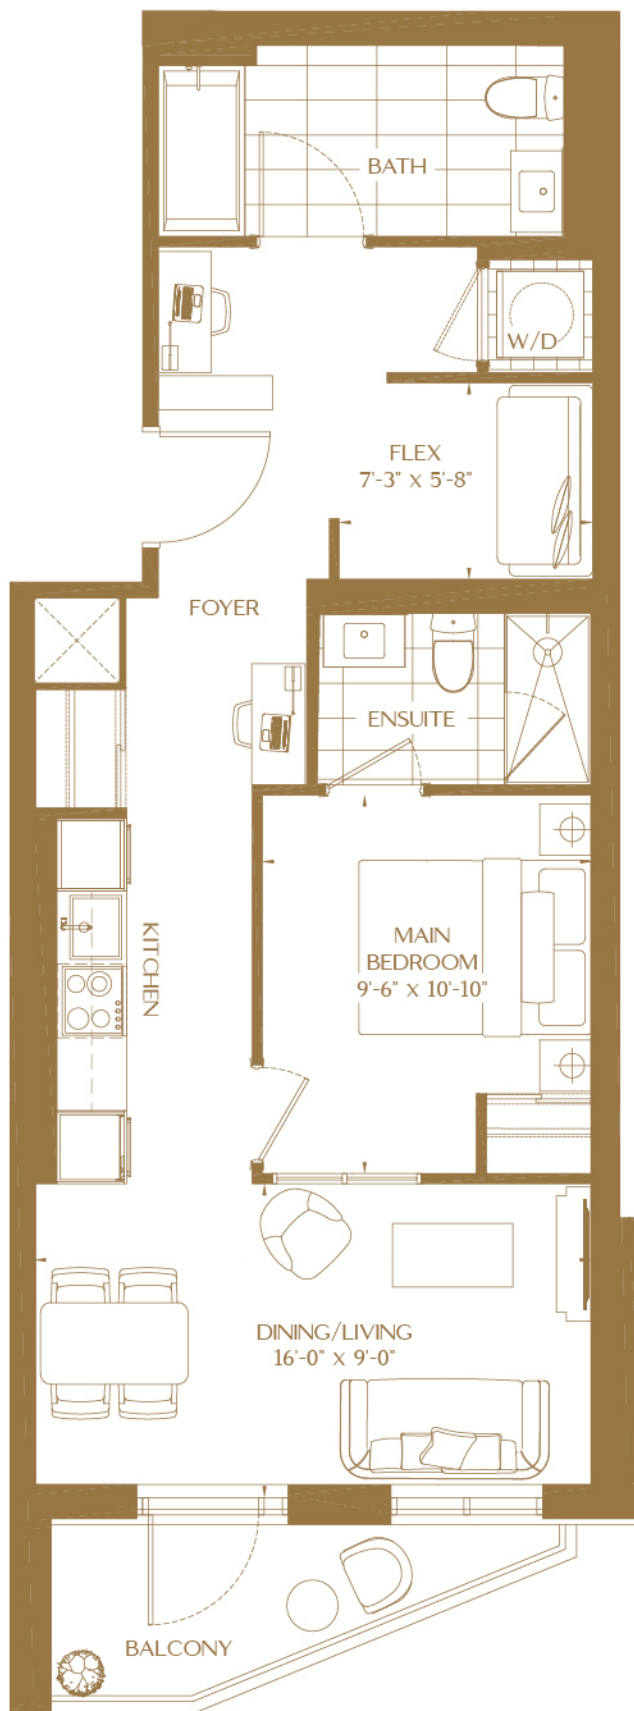 BATH
W/D
FLEX
7'-3" X 5'-8"
FOYER
ENSUITE
KITCHEN
MAIN
BEDROOM
9'-6" X 10'-10"
DINING/LIVING
16'-0" X 9'-0"
BALCONY